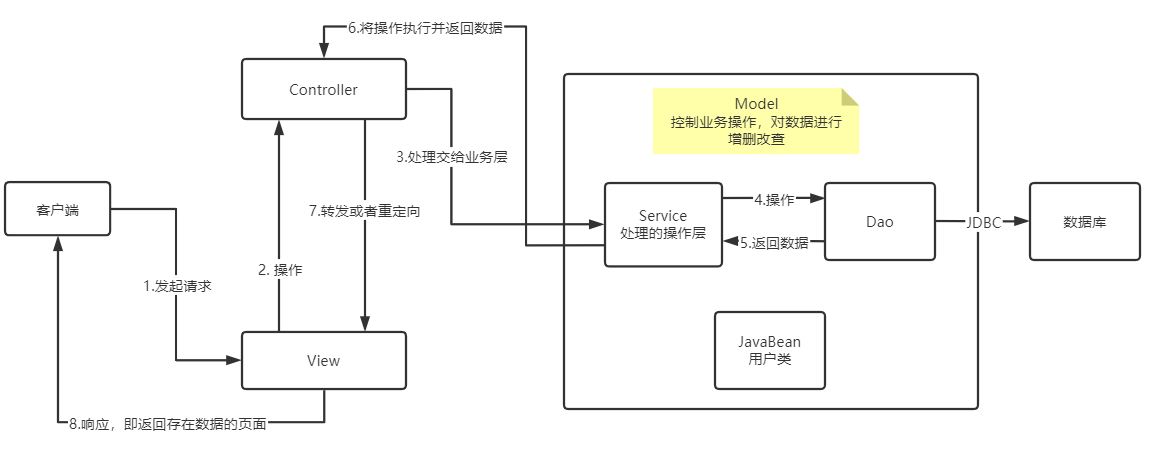 6.将操作执行并返回数据
Controller
Model
控制业务操作，对数据进行
增删改查
3.处理交给业务层
客户端
7.转发或者重定向
Service
处理的操作层
4.操作
Dao
JDBC
数据库
5.返回数据
2. 操作
1.发起请求
View
JavaBean
用户类
8.响应，即返回存在数据的页面